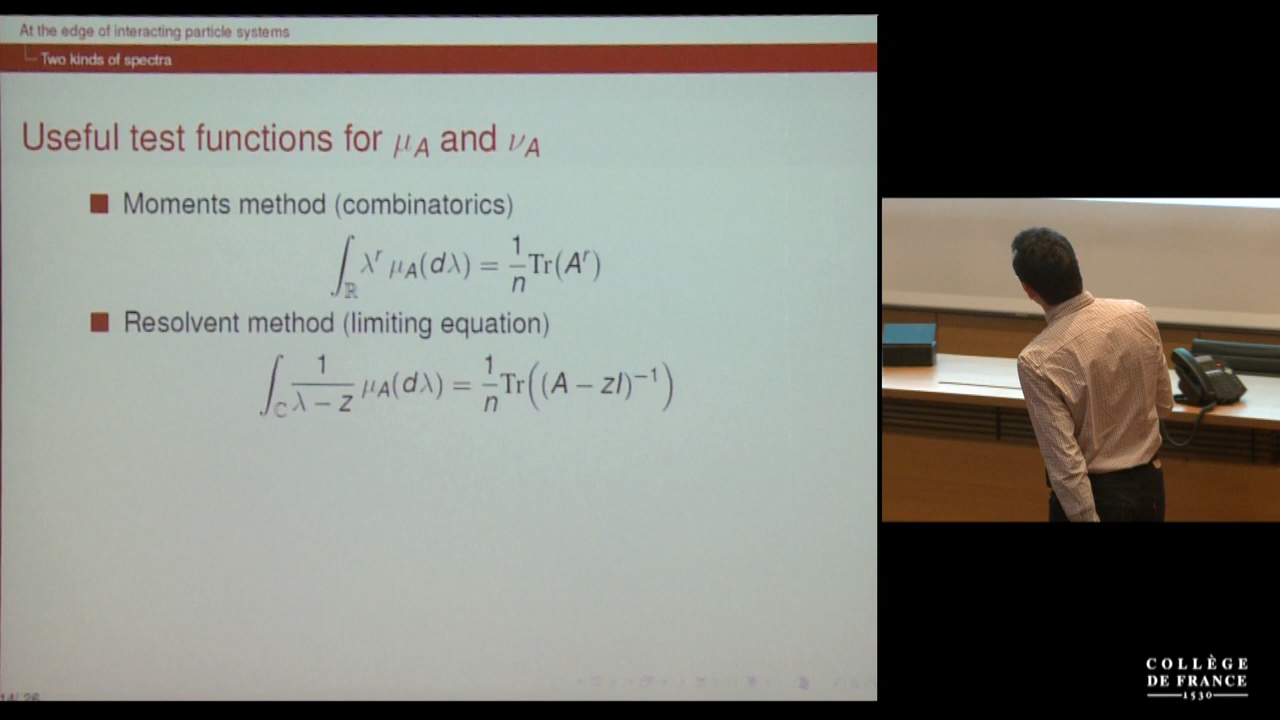 At the edge of interacting particle systems
Two kinds of spectra
Useful test functions for μ_A and ν_A
Moments method (combinatorics)
∫_ℝ λ^r μ_A(dλ) = 1/n Tr(A^r)
Resolvent method (limiting equation)
∫_ℂ 1/(λ − z) μ_A(dλ) = 1/n Tr((A − zI)^{−1})
14/26
COLLÈGE
DE FRANCE
1530